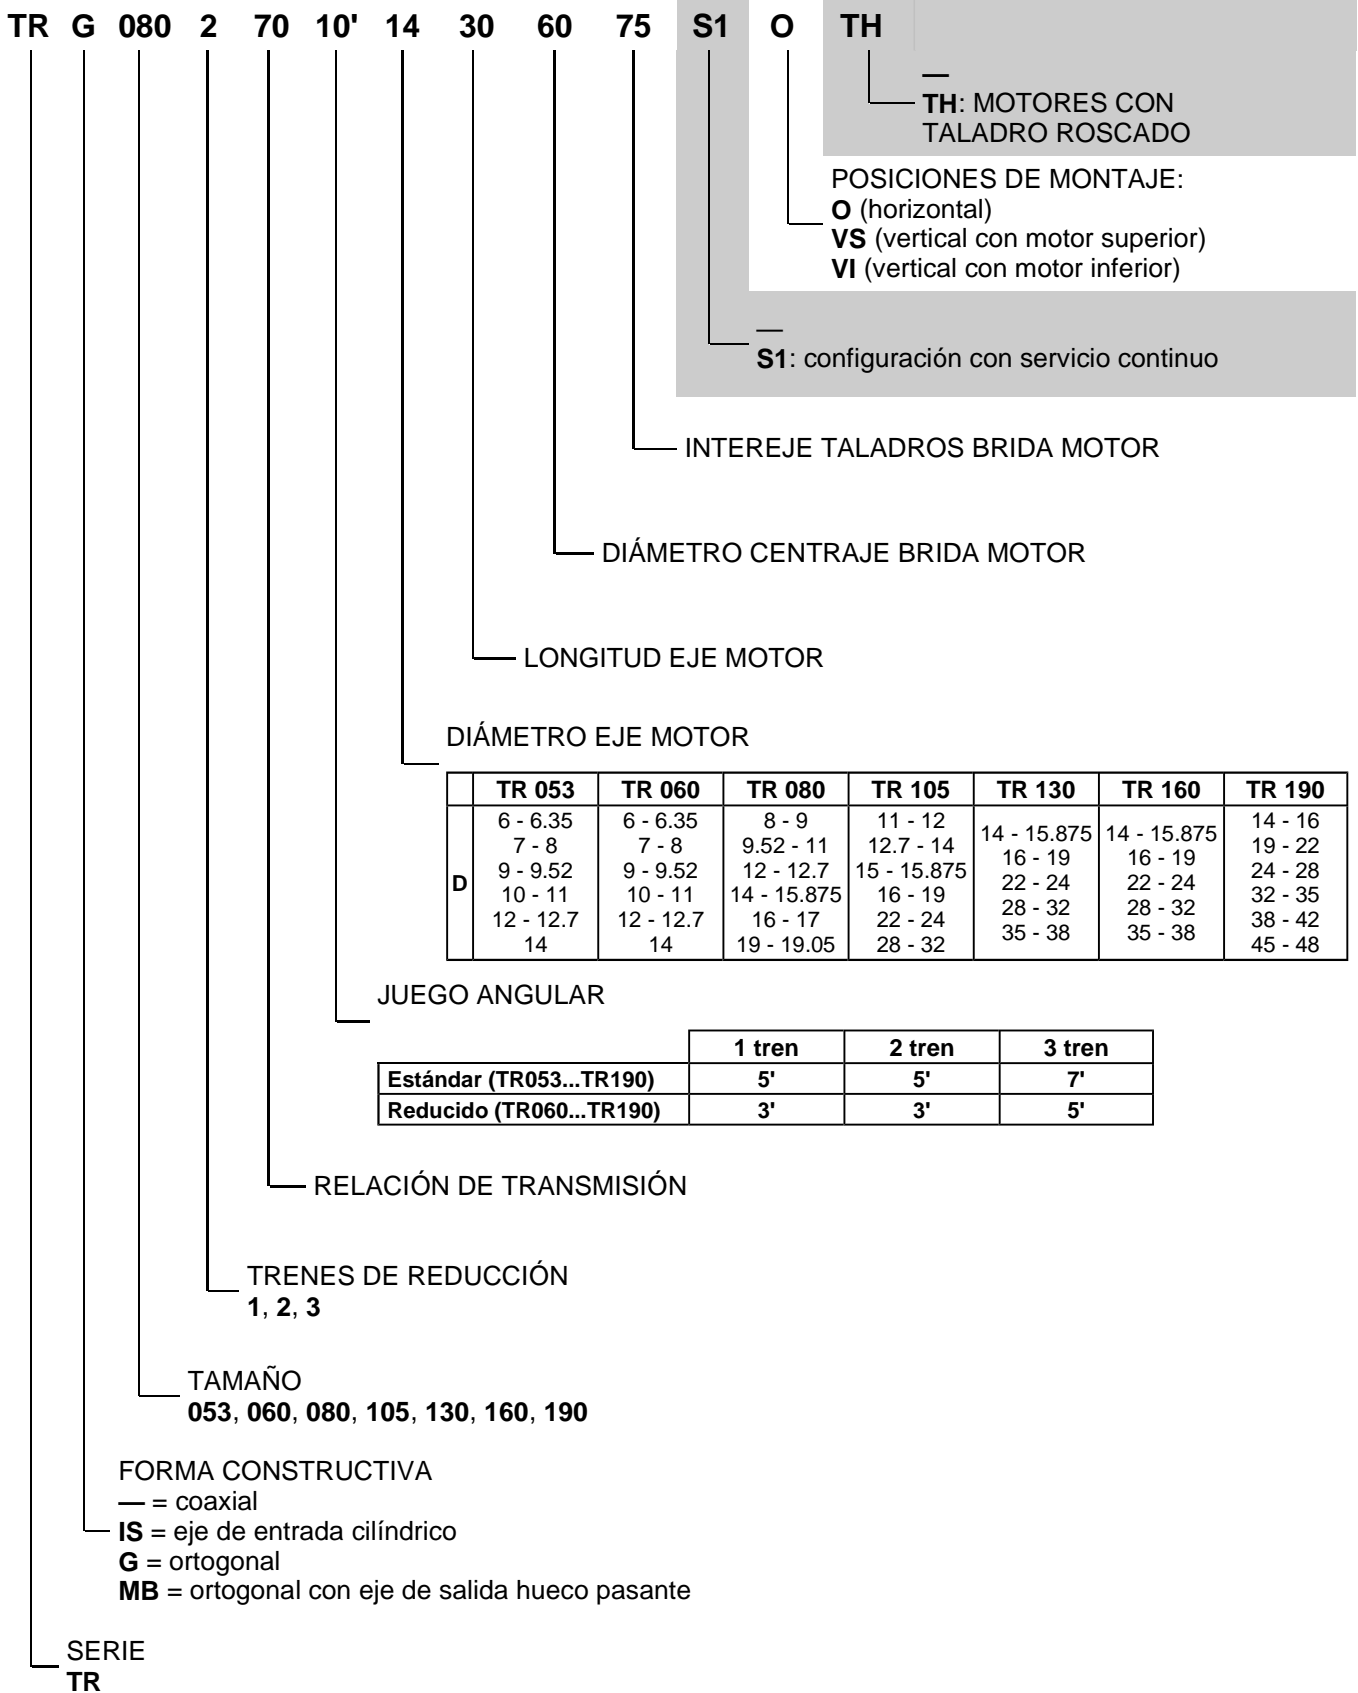 TR G 080 2 70 10' 14 30 60 75 S1 O TH
—
TH: MOTORES CON
TALADRO ROSCADO
POSICIONES DE MONTAJE:
O (horizontal)
VS (vertical con motor superior)
VI (vertical con motor inferior)
—
S1: configuración con servicio continuo
INTEREJE TALADROS BRIDA MOTOR
DIÁMETRO CENTRAJE BRIDA MOTOR
LONGITUD EJE MOTOR
DIÁMETRO EJE MOTOR
TR 053 TR 060 TR 080 TR 105 TR 130 TR 160 TR 190
D
6 - 6.35
7 - 8
9 - 9.52
10 - 11
12 - 12.7
14
6 - 6.35
7 - 8
9 - 9.52
10 - 11
12 - 12.7
14
8 - 9
9.52 - 11
12 - 12.7
14 - 15.875
16 - 17
19 - 19.05
11 - 12
12.7 - 14
15 - 15.875
16 - 19
22 - 24
28 - 32
14 - 15.875
16 - 19
22 - 24
28 - 32
35 - 38
14 - 15.875
16 - 19
22 - 24
28 - 32
35 - 38
14 - 16
19 - 22
24 - 28
32 - 35
38 - 42
45 - 48
JUEGO ANGULAR
1 tren 2 tren 3 tren
Estándar (TR053...TR190) 5' 5' 7'
Reducido (TR060...TR190) 3' 3' 5'
RELACIÓN DE TRANSMISIÓN
TRENES DE REDUCCIÓN
1, 2, 3
TAMAÑO
053, 060, 080, 105, 130, 160, 190
FORMA CONSTRUCTIVA
— = coaxial
IS = eje de entrada cilíndrico
G = ortogonal
MB = ortogonal con eje de salida hueco pasante
SERIE
TR